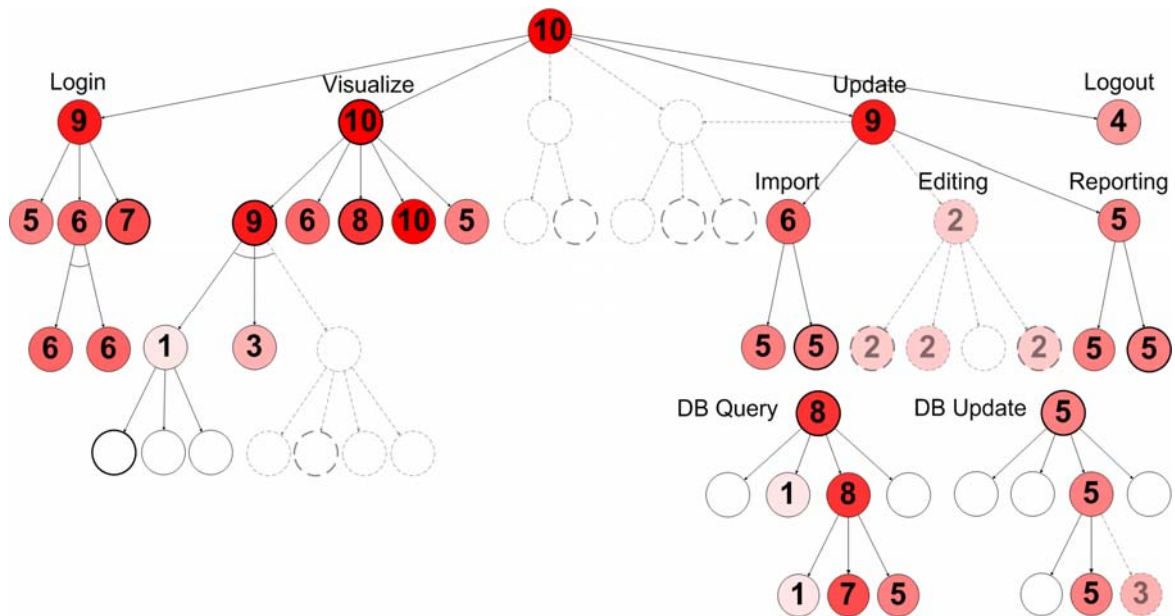 10
Login Visualize Update Logout
9 10 9 4
Import Editing Reporting
5 6 7 9 6 8 10 5 6 2 5
6 6 1 3 5 5 2 2 2 5 5
DB Query 8 DB Update 5
1 8 5
1 7 5 5 3